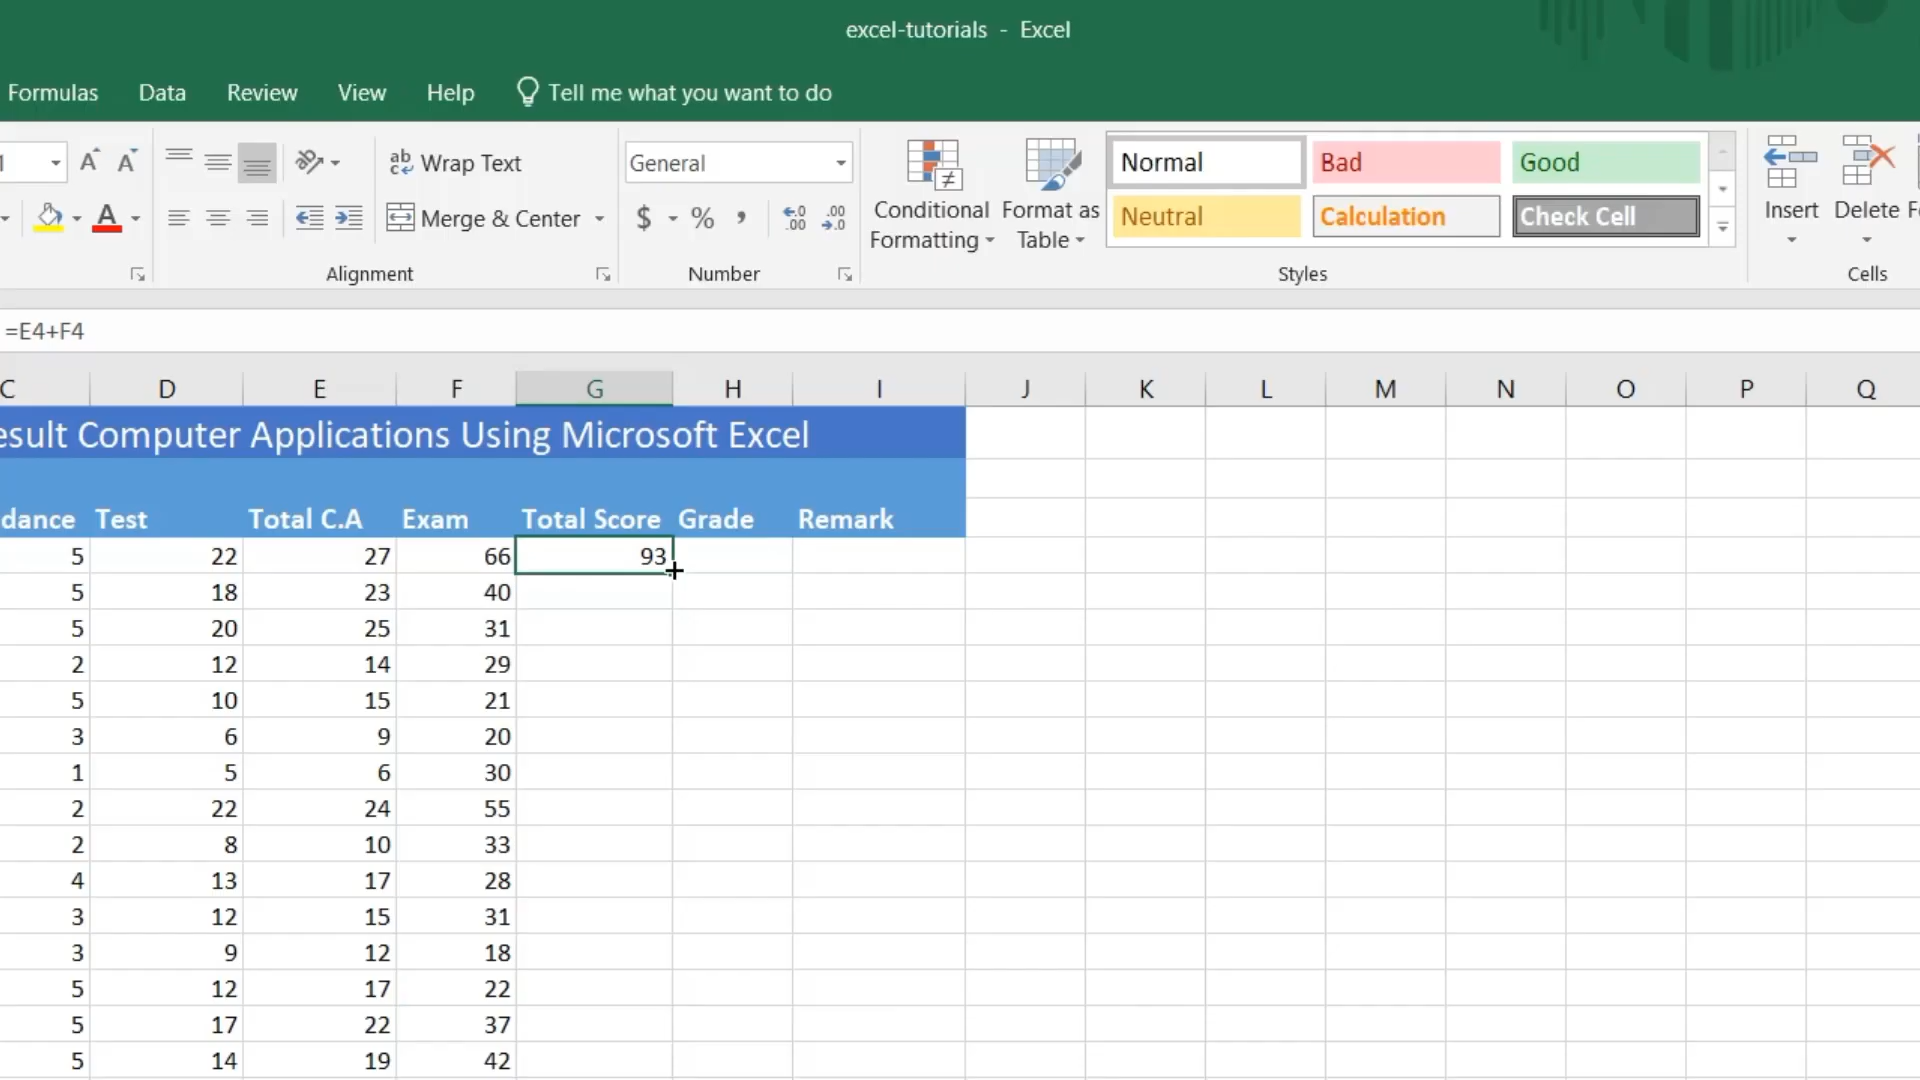 excel-tutorials - Excel
Formulas Data Review View Help Tell me what you want to do
A A ab Wrap Text General
Normal Bad Good
Conditional Formatting Format as Table
Insert Delete
A Merge & Center $ % , .0 .00 .00 .0
Neutral Calculation Check Cell
Alignment Number Styles Cells
=E4+F4
C D E F G H I J K L M N O P Q
esult Computer Applications Using Microsoft Excel
dance Test Total C.A Exam Total Score Grade Remark
5 22 27 66 93
5 18 23 40
5 20 25 31
2 12 14 29
5 10 15 21
3 6 9 20
1 5 6 30
2 22 24 55
2 8 10 33
4 13 17 28
3 12 15 31
3 9 12 18
5 12 17 22
5 17 22 37
5 14 19 42